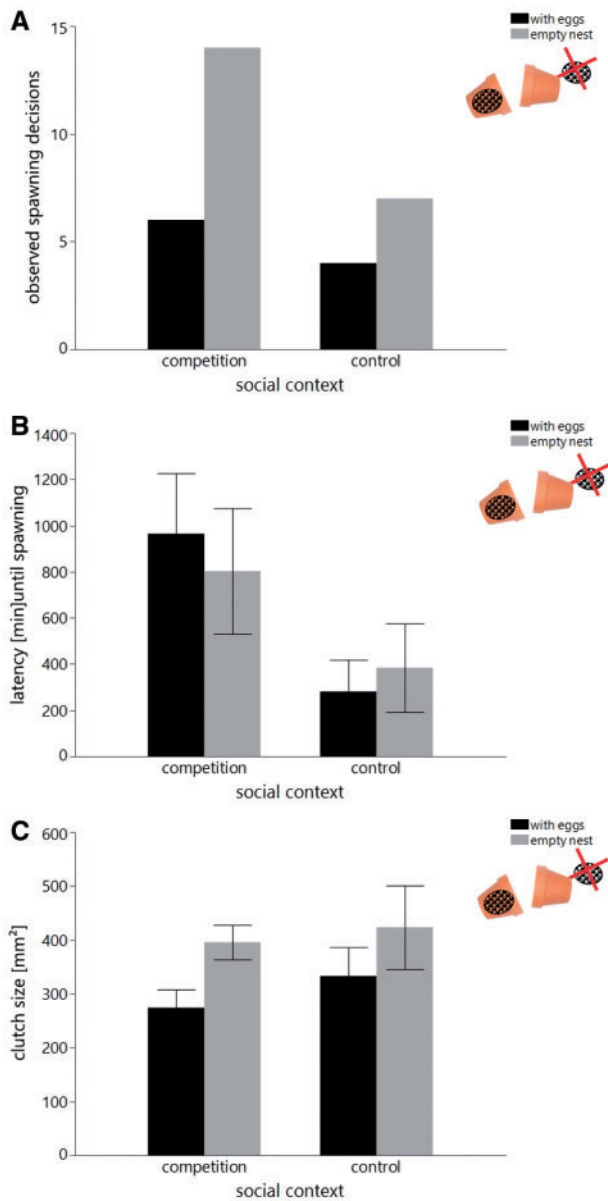 A
with eggs
empty nest
15
10
5
0
observed spawning decisions
competition
control
social context
B
with eggs
empty nest
1400
1200
1000
800
600
400
200
0
latency [min]until spawning
competition
control
social context
C
with eggs
empty nest
600
500
400
300
200
100
0
clutch size [mm²]
competition
control
social context